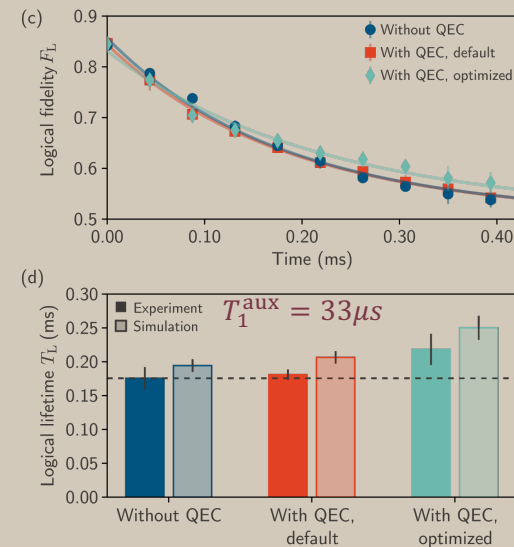 (c)
Logical fidelity F_L
0.9
0.8
0.7
0.6
0.5
Without QEC
With QEC, default
With QEC, optimized
0.00
0.10
0.20
0.30
0.40
Time (ms)
(d)
Logical lifetime T_L (ms)
0.30
0.25
0.20
0.15
0.10
0.05
0.00
Experiment
Simulation
T_1^aux = 33μs
Without QEC
With QEC,
default
With QEC,
optimized